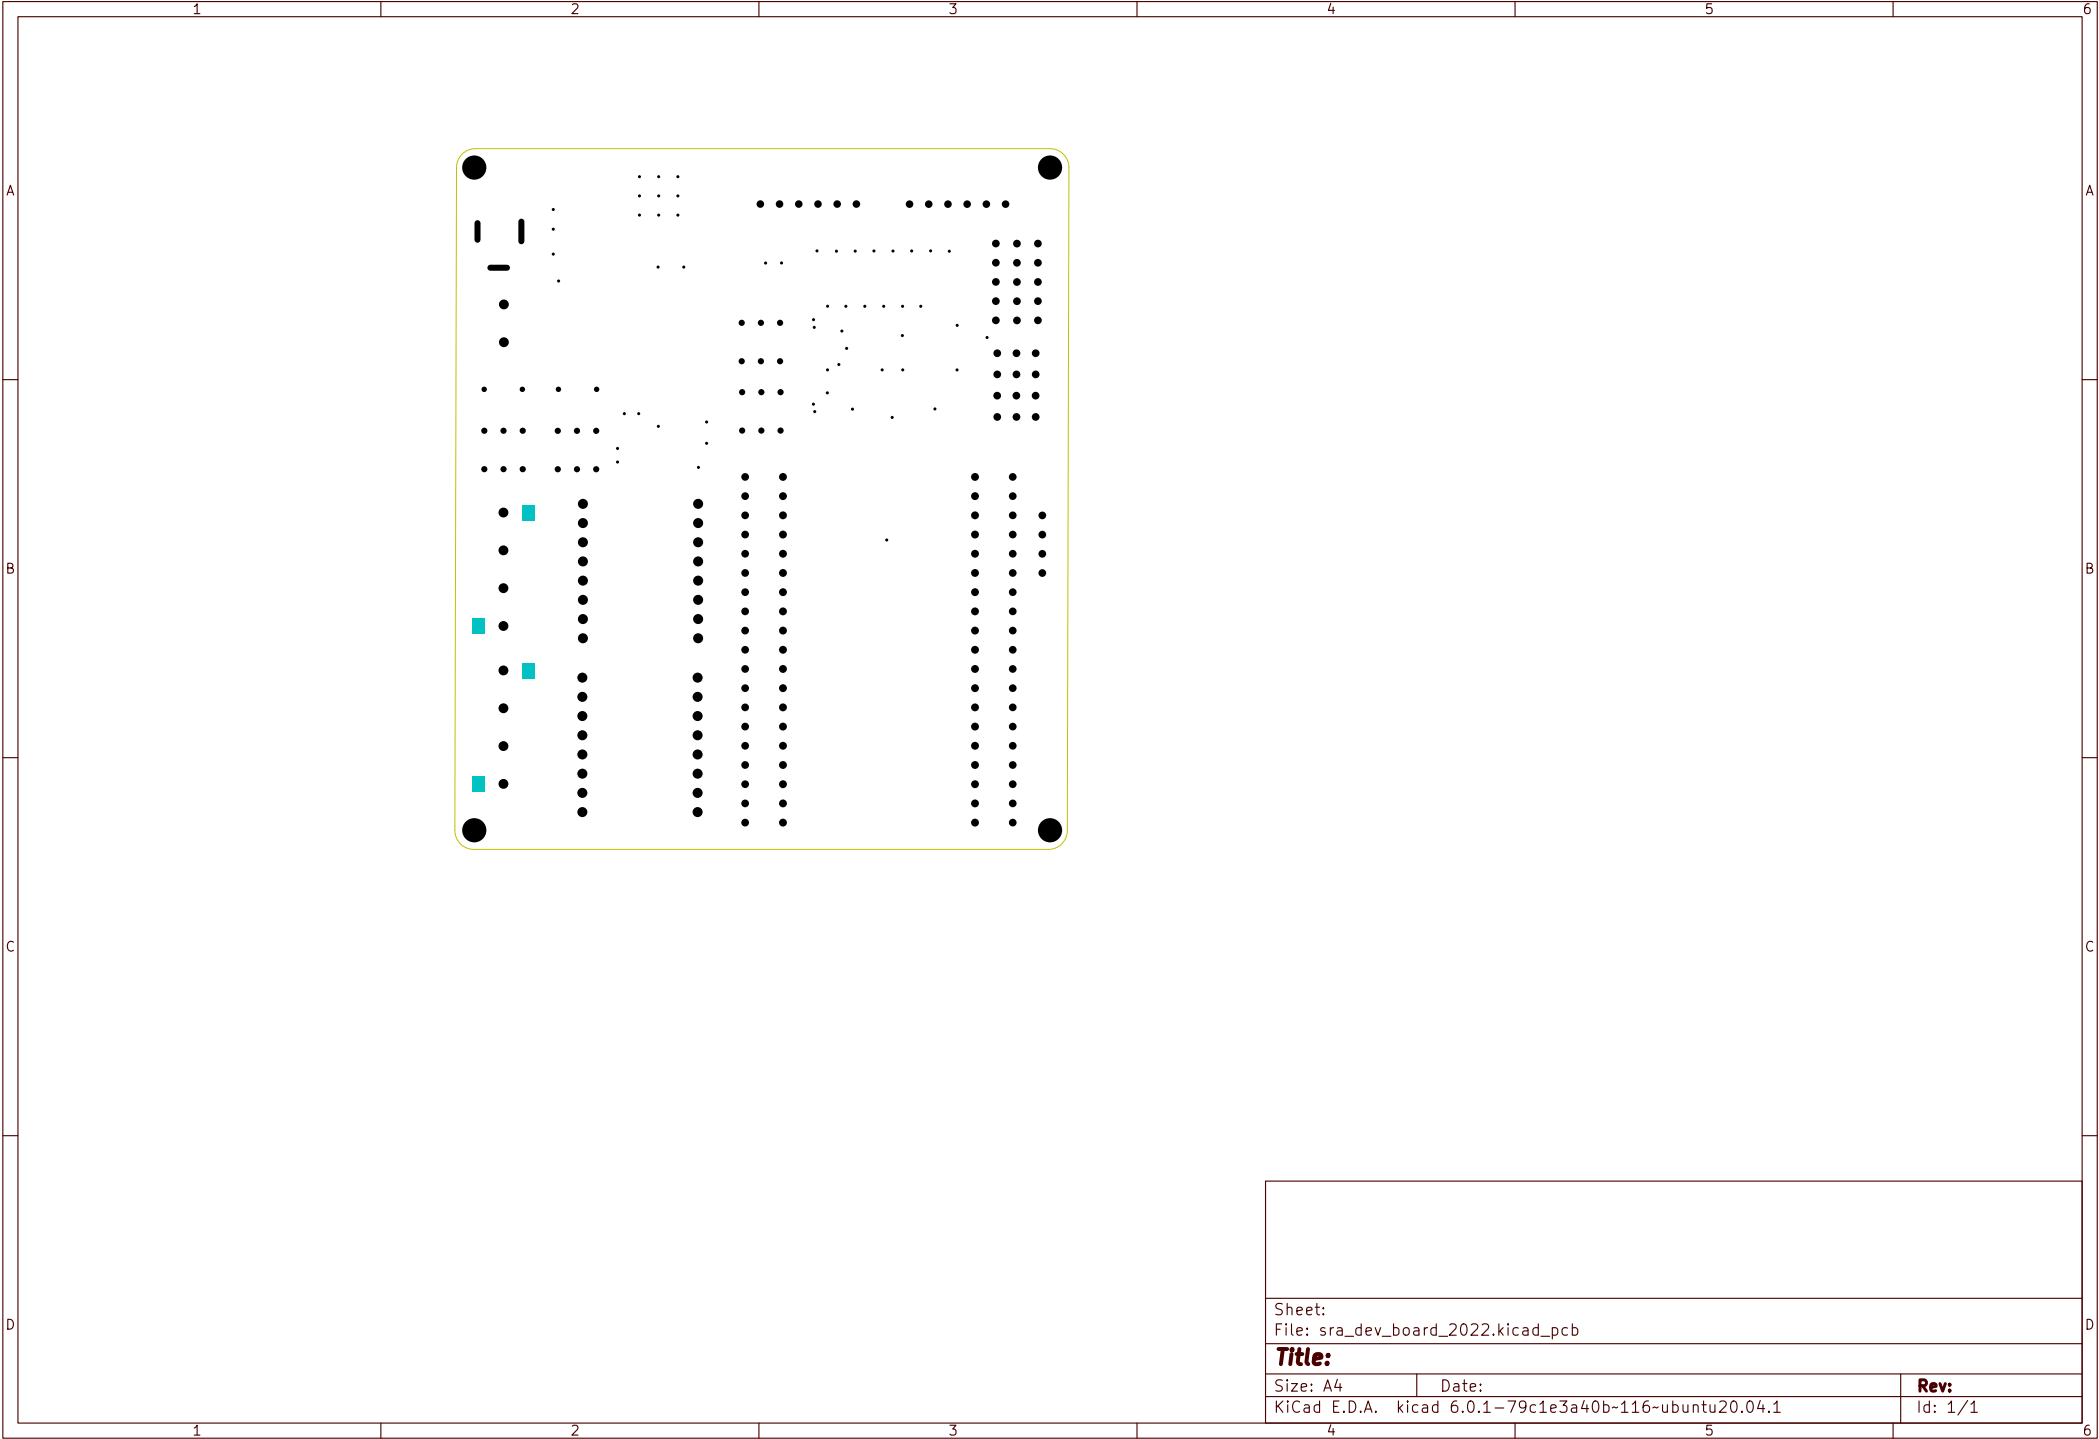 1 2 3 4 5 6
A A
B B
C C
D D
Sheet:
File: sra_dev_board_2022.kicad_pcb
Title:
Size: A4 Date: Rev:
KiCad E.D.A. kicad 6.0.1-79c1e3a40b~116~ubuntu20.04.1 Id: 1/1
1 2 3 4 5 6